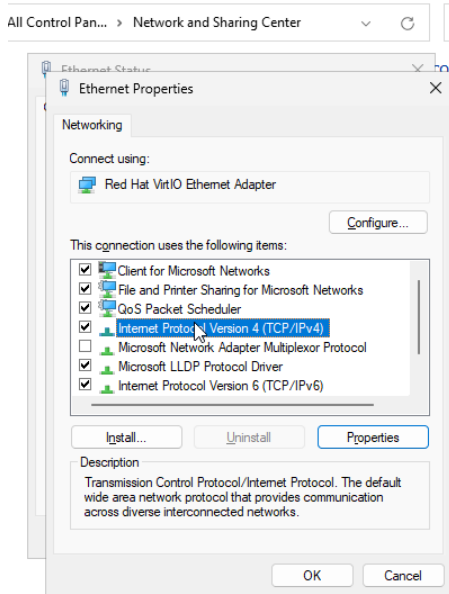 All Control Pan... > Network and Sharing Center
Ethernet Status
Ethernet Properties
Networking
Connect using:
Red Hat VirtIO Ethernet Adapter
Configure...
This connection uses the following items:
Client for Microsoft Networks
File and Printer Sharing for Microsoft Networks
QoS Packet Scheduler
Internet Protocol Version 4 (TCP/IPv4)
Microsoft Network Adapter Multiplexor Protocol
Microsoft LLDP Protocol Driver
Internet Protocol Version 6 (TCP/IPv6)
Install...
Uninstall
Properties
Description
Transmission Control Protocol/Internet Protocol. The default
wide area network protocol that provides communication
across diverse interconnected networks.
OK
Cancel